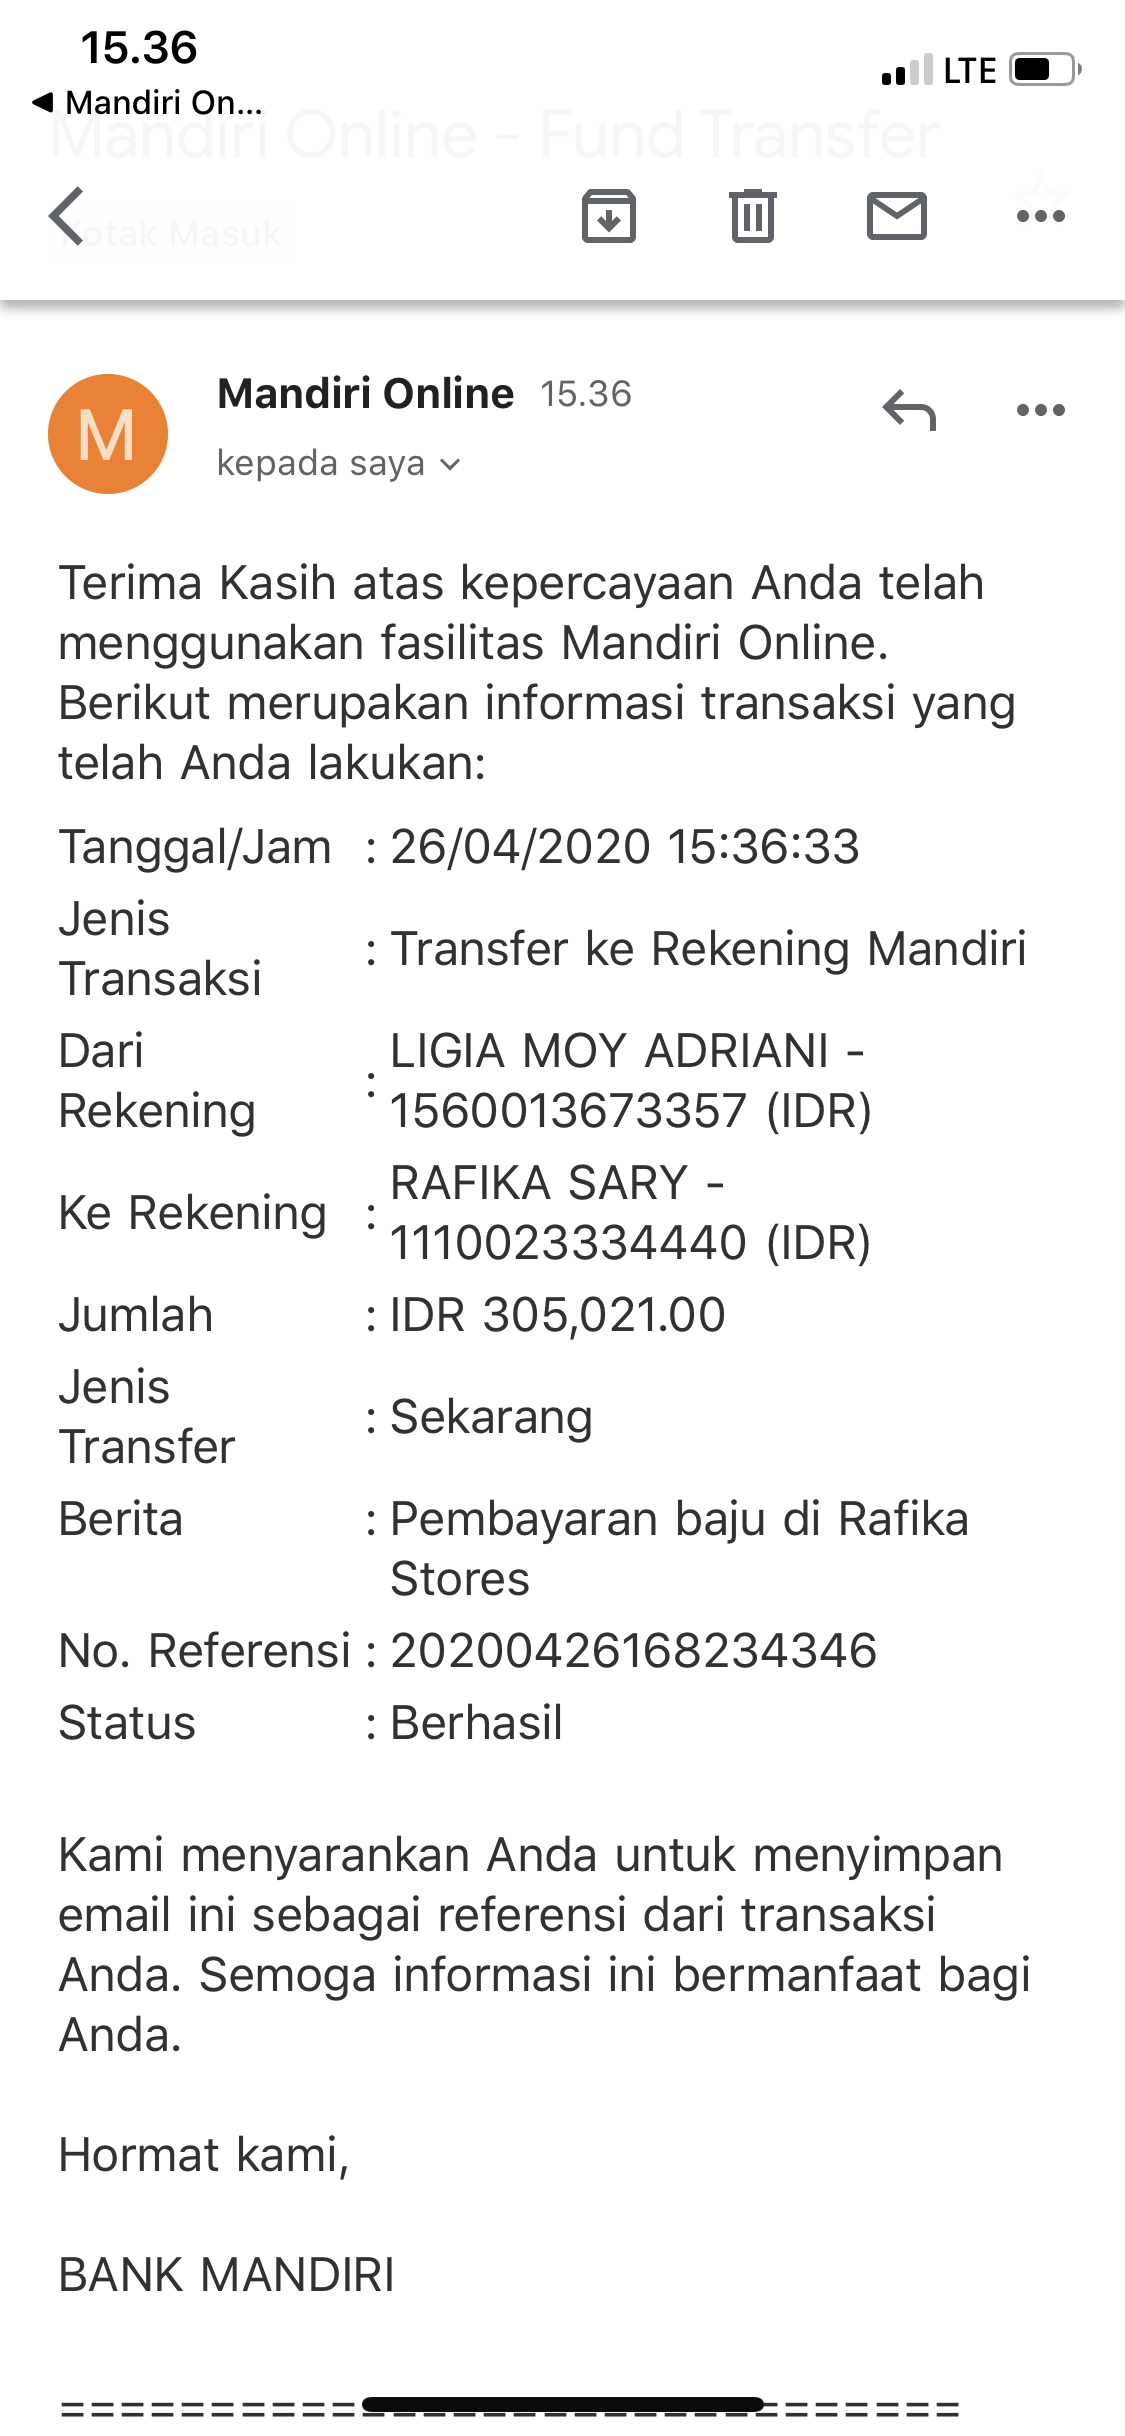 15.36
LTE
◀ Mandiri On...
Mandiri Online - Fund Transfer
Kotak Masuk
M
Mandiri Online 15.36
kepada saya
Terima Kasih atas kepercayaan Anda telah
menggunakan fasilitas Mandiri Online.
Berikut merupakan informasi transaksi yang
telah Anda lakukan:
Tanggal/Jam : 26/04/2020 15:36:33
Jenis
Transaksi : Transfer ke Rekening Mandiri
Dari
Rekening : LIGIA MOY ADRIANI -
1560013673357 (IDR)
Ke Rekening : RAFIKA SARY -
1110023334440 (IDR)
Jumlah : IDR 305,021.00
Jenis
Transfer : Sekarang
Berita : Pembayaran baju di Rafika
Stores
No. Referensi : 20200426168234346
Status : Berhasil
Kami menyarankan Anda untuk menyimpan
email ini sebagai referensi dari transaksi
Anda. Semoga informasi ini bermanfaat bagi
Anda.
Hormat kami,
BANK MANDIRI
==============================